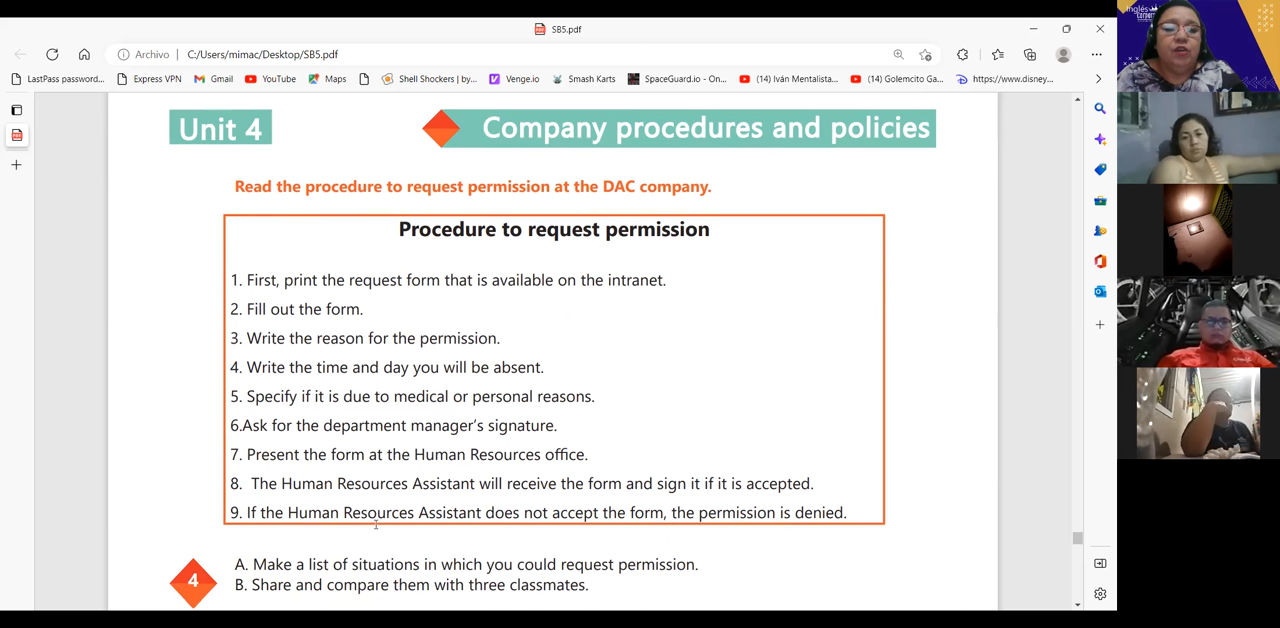 SB5.pdf
Archivo
C:/Users/mimac/Desktop/SB5.pdf
LastPass password...
Express VPN
Gmail
YouTube
Maps
Shell Shockers | by...
Venge.io
Smash Karts
SpaceGuard.io - On...
(14) Iván Mentalista...
(14) Golemcito Ga...
https://www.disney...
Unit 4
Company procedures and policies
Read the procedure to request permission at the DAC company.
Procedure to request permission
1. First, print the request form that is available on the intranet.
2. Fill out the form.
3. Write the reason for the permission.
4. Write the time and day you will be absent.
5. Specify if it is due to medical or personal reasons.
6.Ask for the department manager's signature.
7. Present the form at the Human Resources office.
8. The Human Resources Assistant will receive the form and sign it if it is accepted.
9. If the Human Resources Assistant does not accept the form, the permission is denied.
4
A. Make a list of situations in which you could request permission.
B. Share and compare them with three classmates.
Inglés